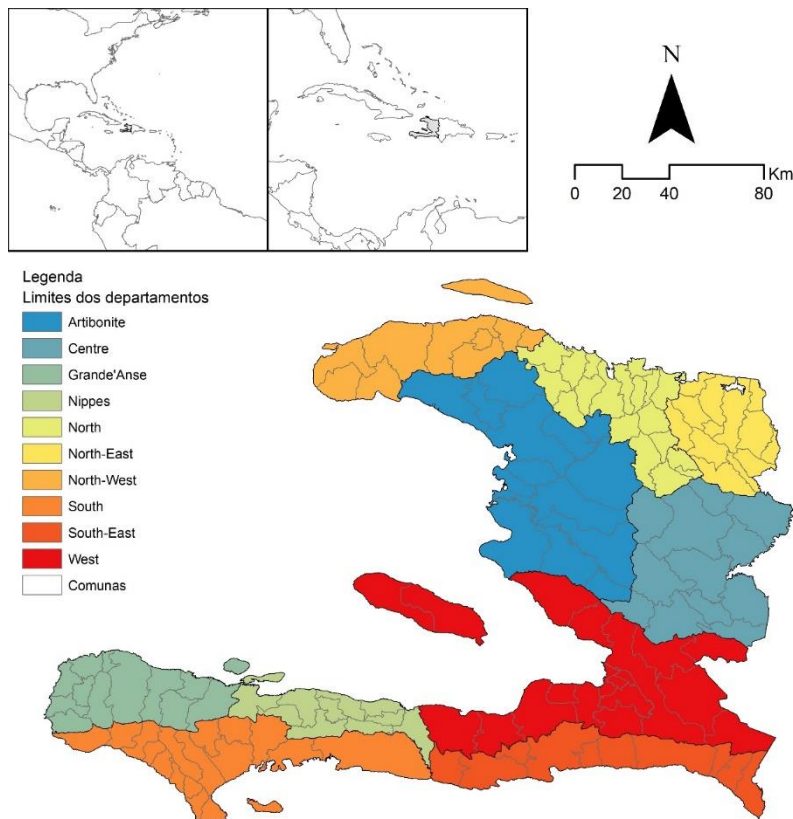 N
Km
0 20 40 80
Legenda
Limites dos departamentos
Artibonite
Centre
Grande'Anse
Nippes
North
North-East
North-West
South
South-East
West
Comunas